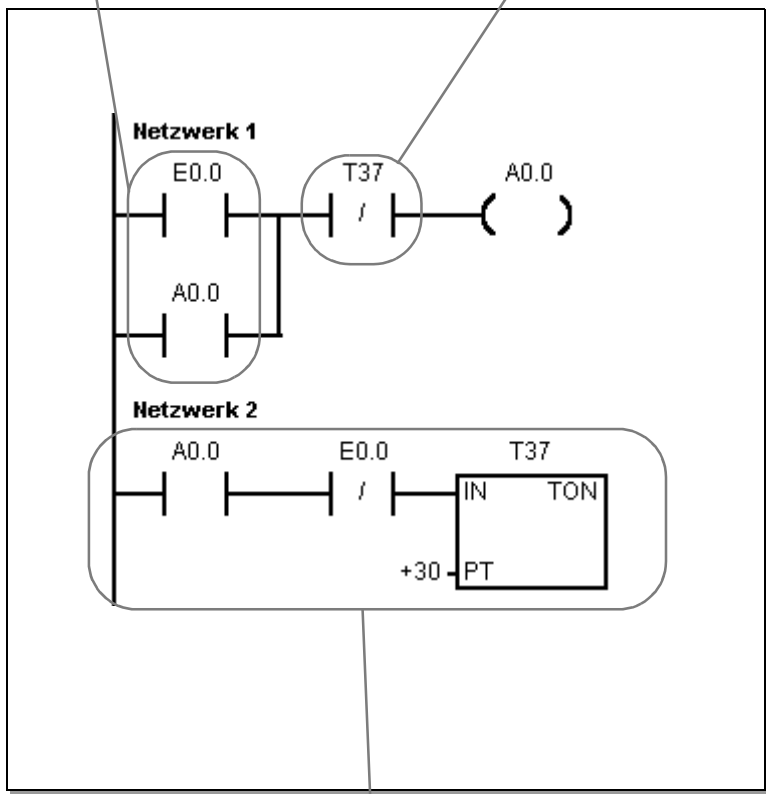 Netzwerk 1
E0.0 T37 A0.0
/
A0.0
Netzwerk 2
A0.0 E0.0 T37
/ IN TON
+30 PT